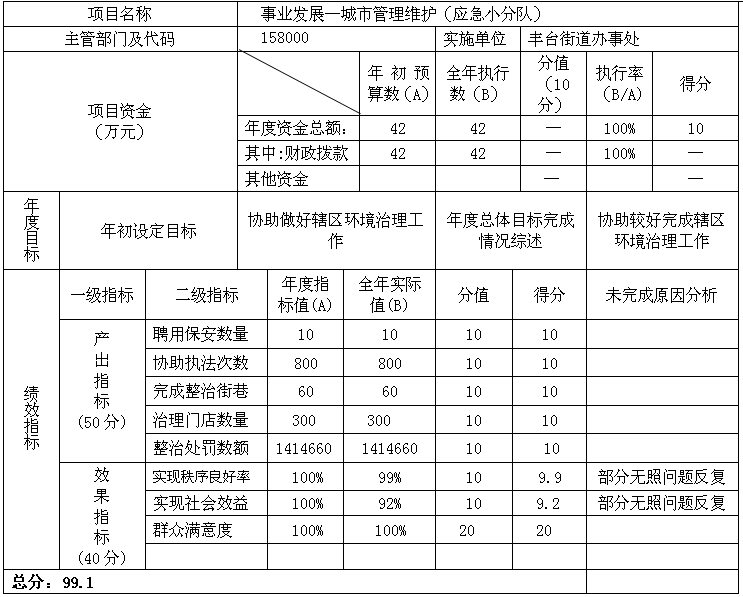 项目名称 事业发展—城市管理维护（应急小分队）
主管部门及代码 158000 实施单位 丰台街道办事处
项目资金
（万元）
年初预
算数（A）
全年执行
数（B）
分值
（10
分）
执行率
（B/A）
得分
年度资金总额： 42 42 — 100% 10
其中:财政拨款 42 42 — 100% —
其他资金 — —
年度目标
年初设定目标
协助做好辖区环境治理工
作
年度总体目标完成
情况综述
协助较好完成辖区
环境治理工作
绩效指标
一级指标 二级指标
年度指
标值(A)
全年实际
值(B)
分值 得分 未完成原因分析
产
出
指
标
(50分)
聘用保安数量 10 10 10 10
协助执法次数 800 800 10 10
完成整治街巷 60 60 10 10
治理门店数量 300 300 10 10
整治处罚数额 1414660 1414660 10 10
效
果
指
标
(40分)
实现秩序良好率 100% 99% 10 9.9 部分无照问题反复
实现社会效益 100% 92% 10 9.2 部分无照问题反复
群众满意度 100% 100% 20 20
总分：99.1